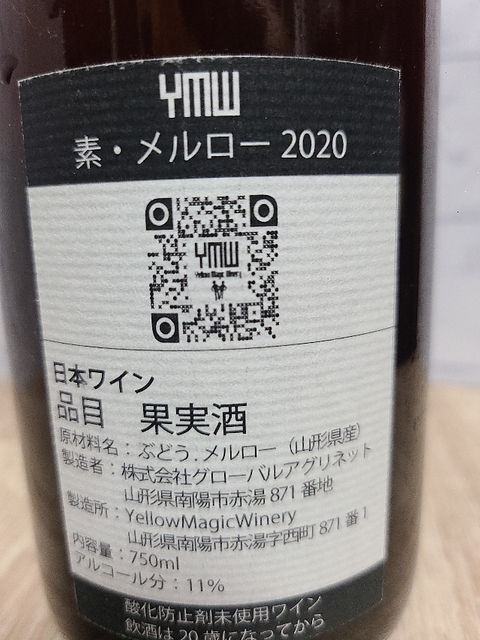 YMW
素・メルロー 2020
YMW
Yellow Magic Winery
日本ワイン
品目 果実酒
原材料名：ぶどう．メルロー（山形県産）
製造者：株式会社グローバルアグリネット
山形県南陽市赤湯 871 番地
製造所：YellowMagicWinery
山形県南陽市赤湯字西町 871 番 1
内容量：750ml
アルコール分：11%
酸化防止剤未使用ワイン
飲酒は 20 歳になってから